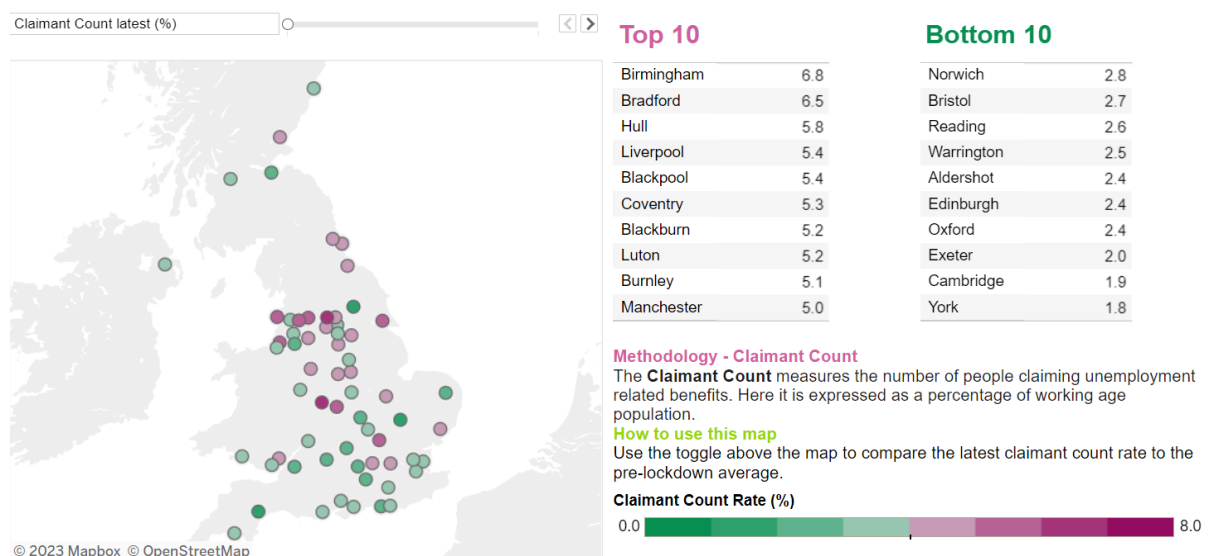 Claimant Count latest (%)
Top 10
Birmingham 6.8
Bradford 6.5
Hull 5.8
Liverpool 5.4
Blackpool 5.4
Coventry 5.3
Blackburn 5.2
Luton 5.2
Burnley 5.1
Manchester 5.0
Bottom 10
Norwich 2.8
Bristol 2.7
Reading 2.6
Warrington 2.5
Aldershot 2.4
Edinburgh 2.4
Oxford 2.4
Exeter 2.0
Cambridge 1.9
York 1.8
Methodology - Claimant Count
The Claimant Count measures the number of people claiming unemployment
related benefits. Here it is expressed as a percentage of working age
population.
How to use this map
Use the toggle above the map to compare the latest claimant count rate to the
pre-lockdown average.
Claimant Count Rate (%)
0.0 8.0
© 2023 Mapbox © OpenStreetMap